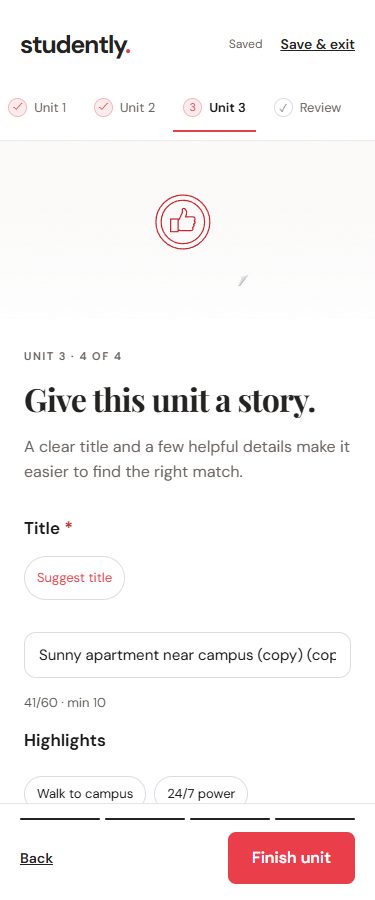 studently.
Saved Save & exit
Unit 1 Unit 2 3 Unit 3 Review
UNIT 3 · 4 OF 4
Give this unit a story.
A clear title and a few helpful details make it
easier to find the right match.
Title *
Suggest title
Sunny apartment near campus (copy) (cop
41/60 · min 10
Highlights
Walk to campus 24/7 power
Back Finish unit